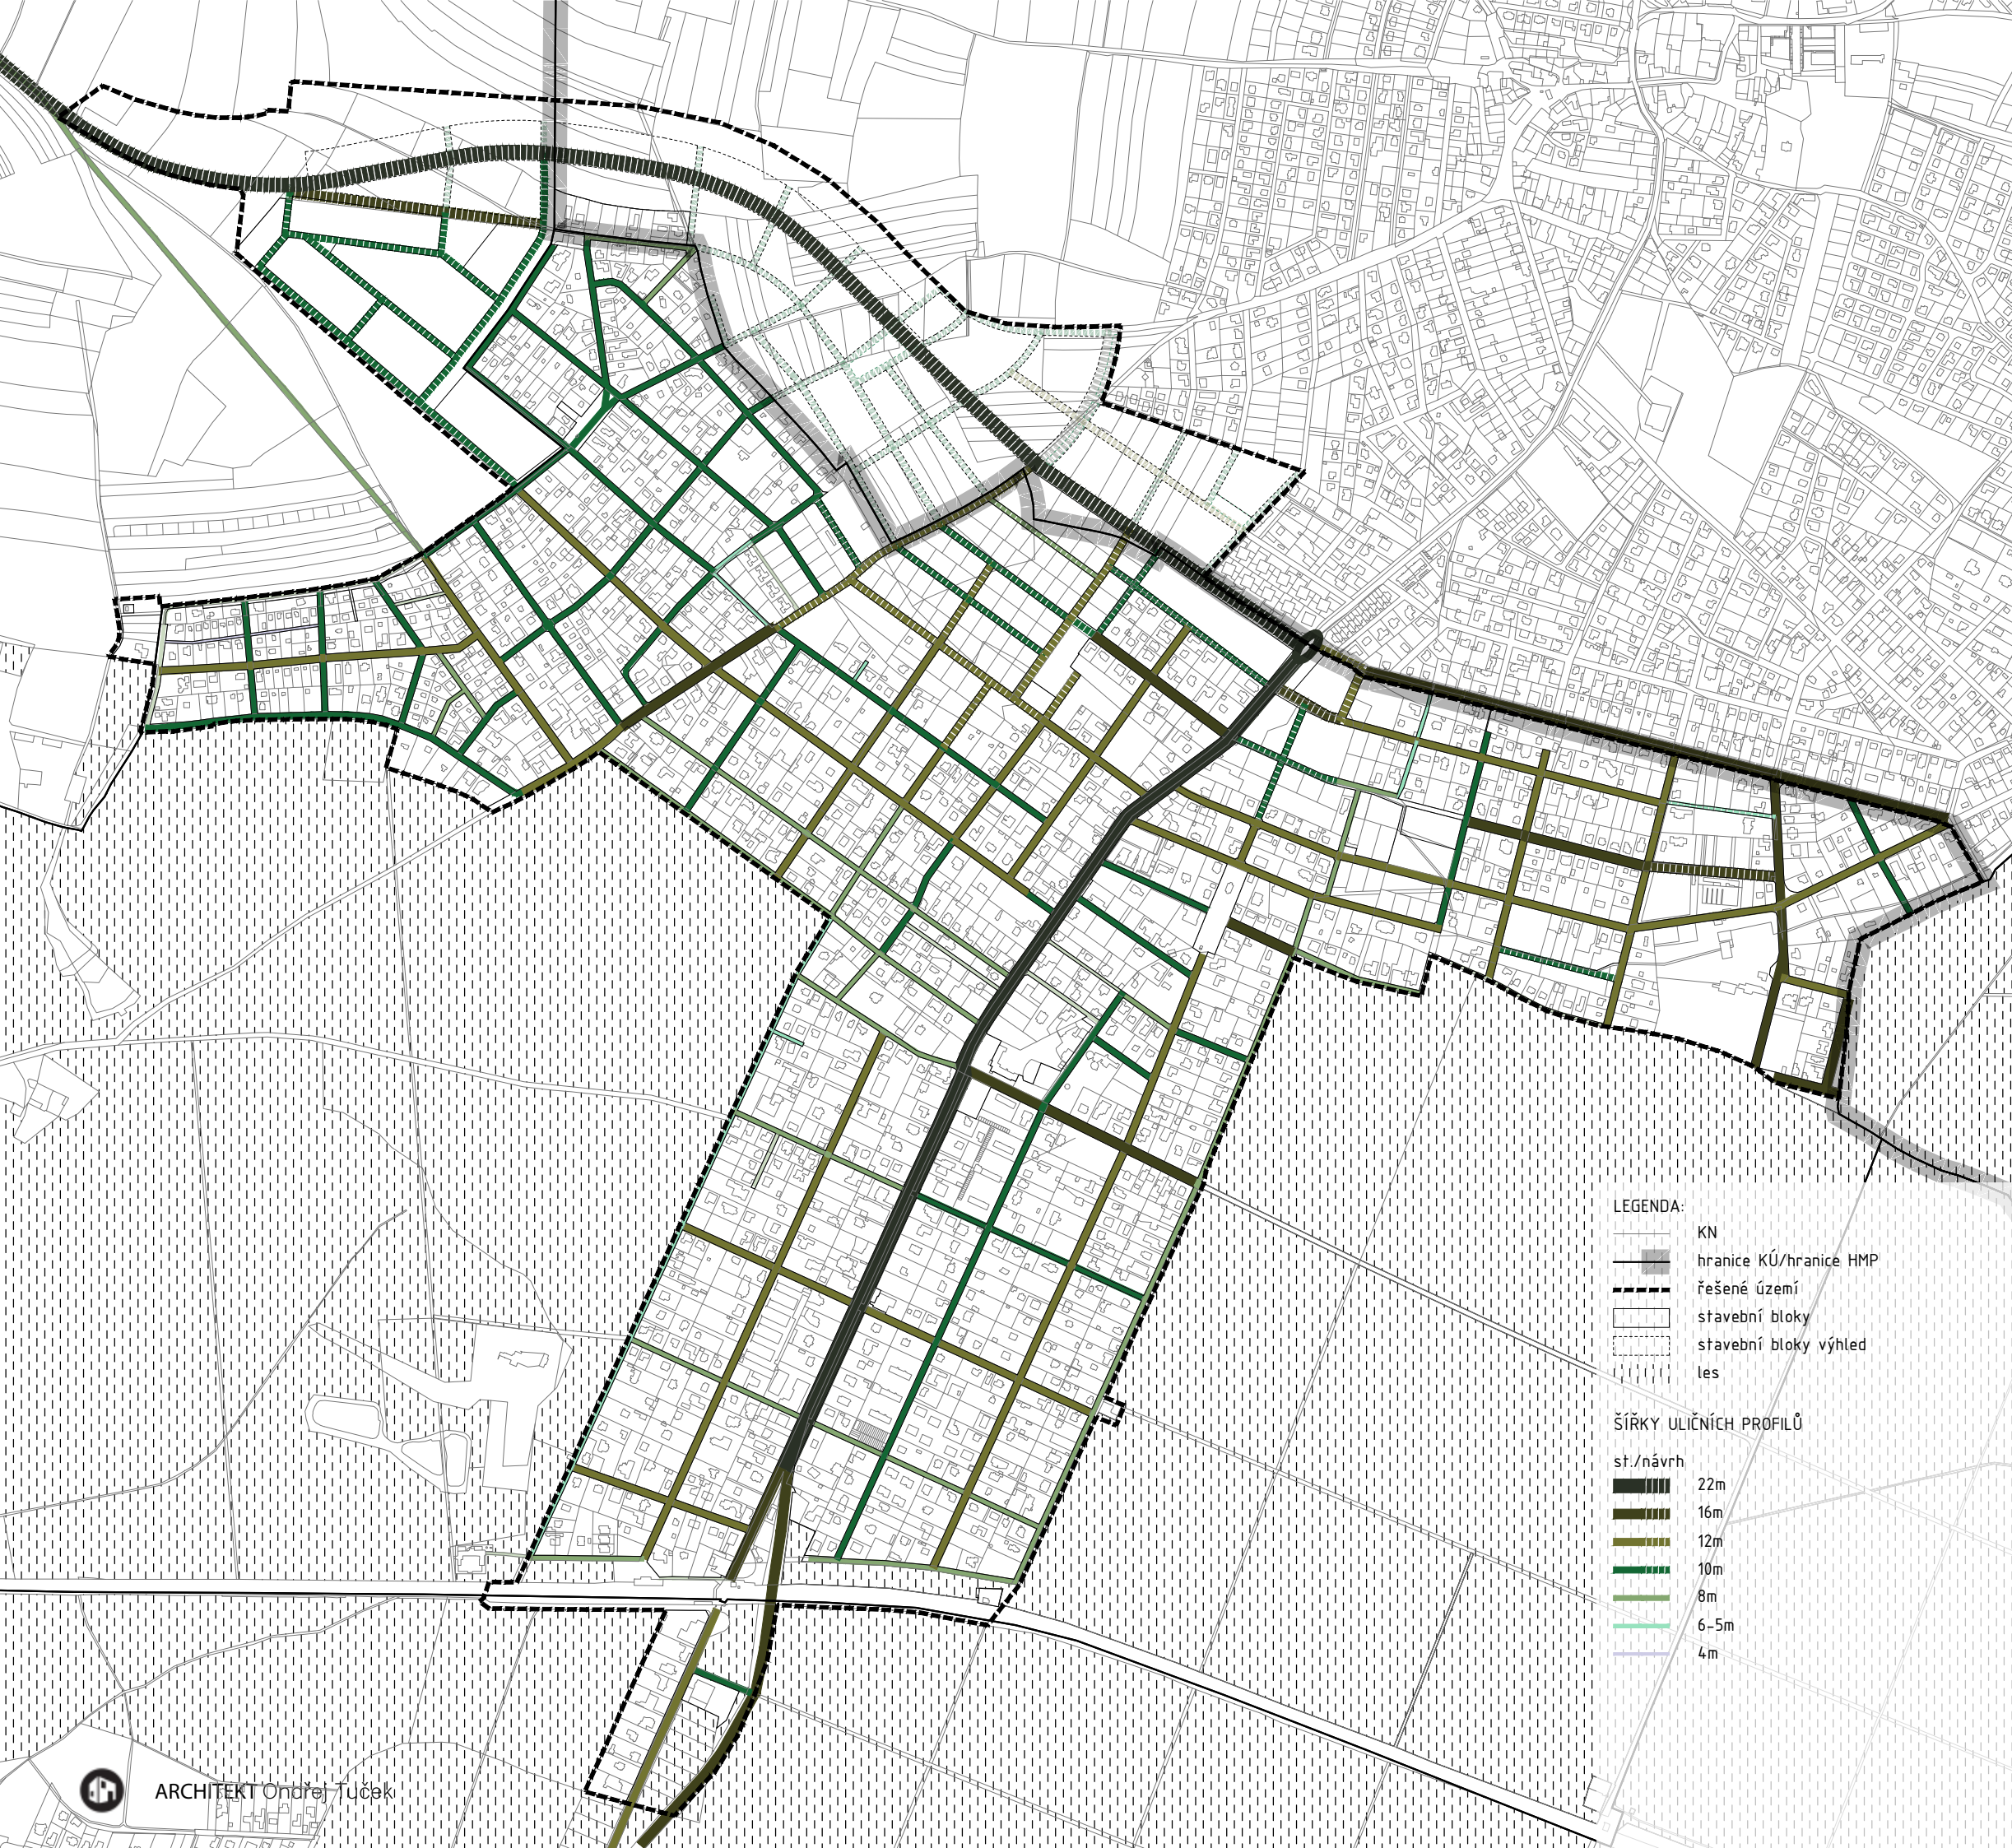 LEGENDA:
KN
hranice KÚ/hranice HMP
řešené území
stavební bloky
stavební bloky výhled
les
ŠÍŘKY ULIČNÍCH PROFILŮ
st./návrh
22m
16m
12m
10m
8m
6-5m
4m
ARCHITEKT Ondřej Tuček